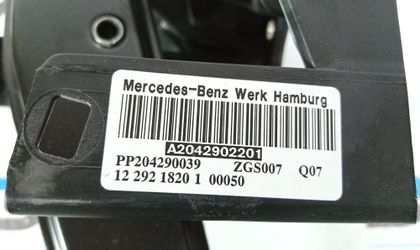 Mercedes-Benz Werk Hamburg
A2042902201
PP204290039 ZGS007 Q07
12 292 1820 1 00050